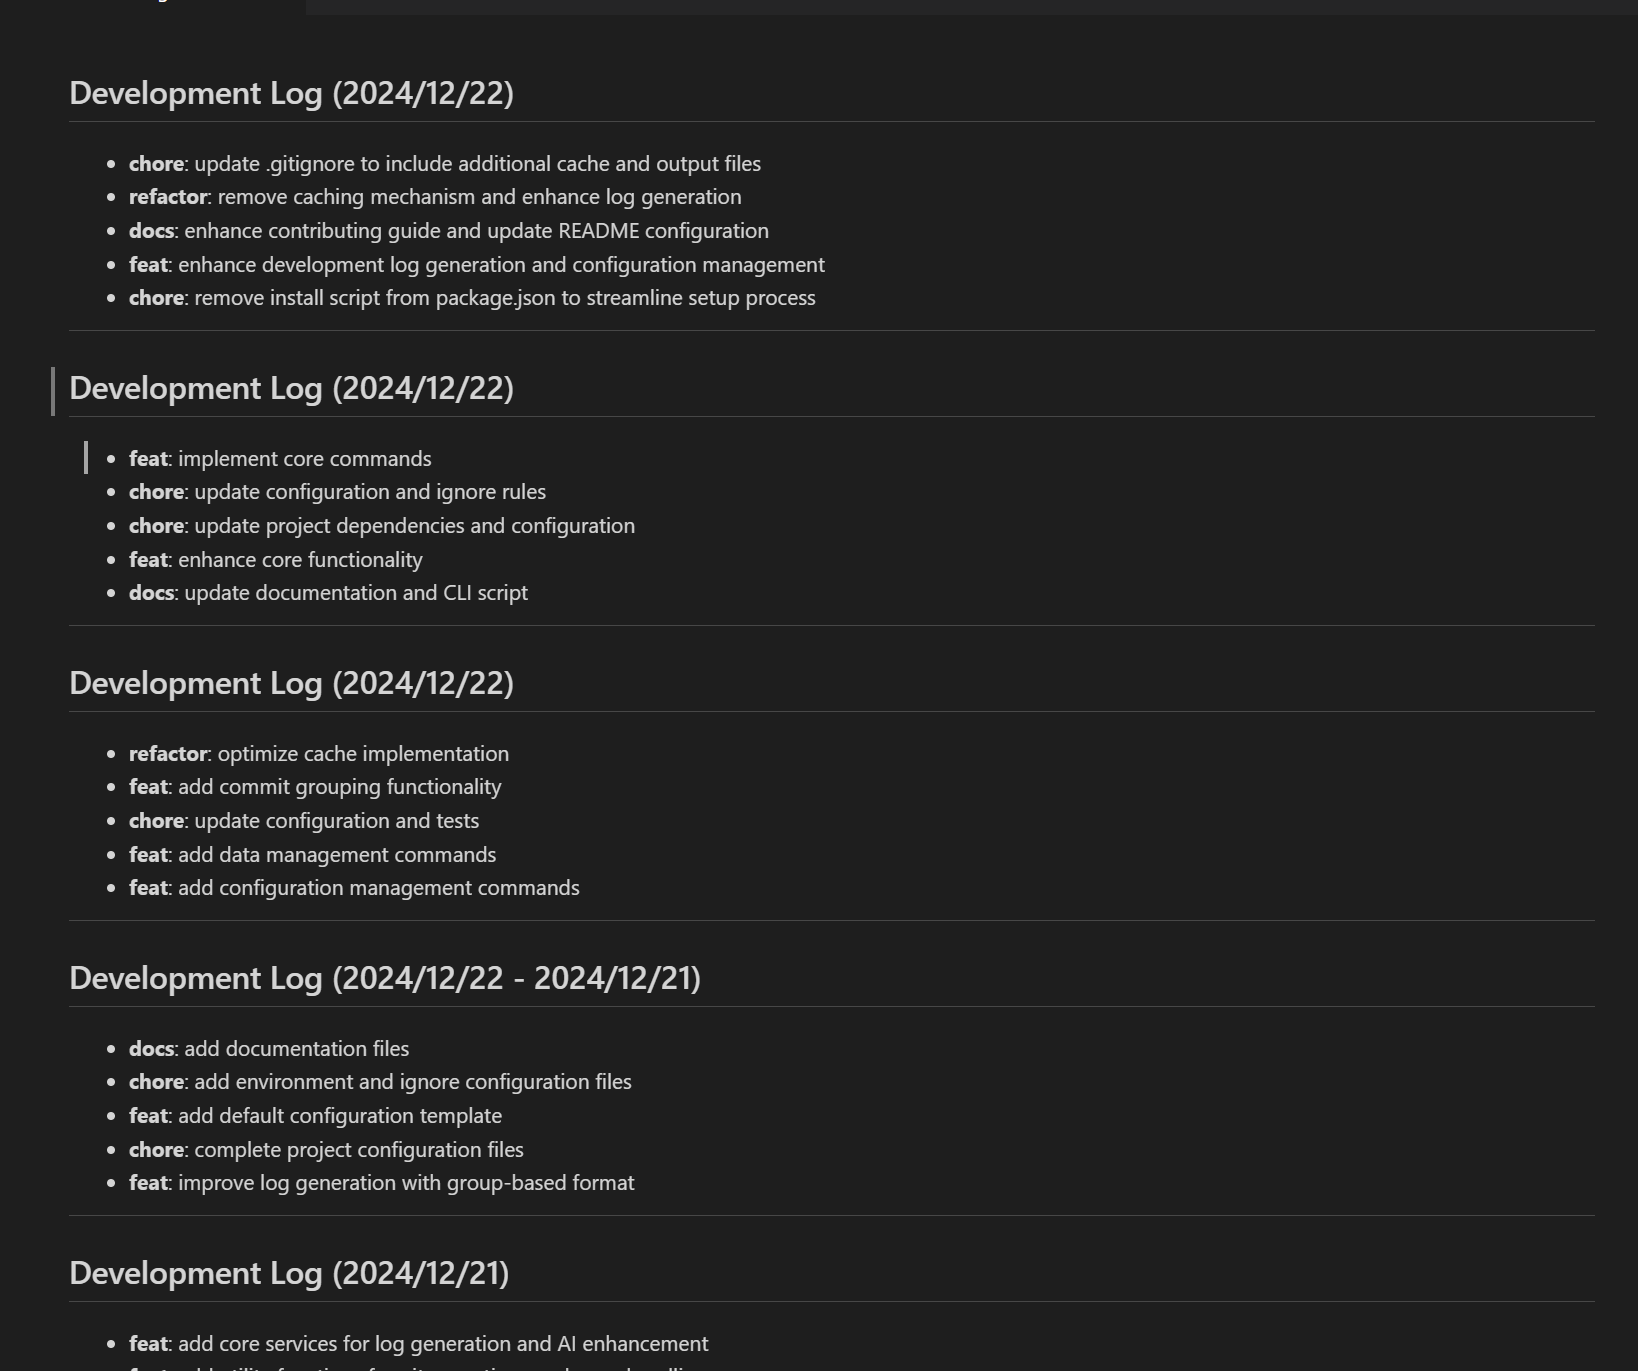 Development Log (2024/12/22)
chore: update .gitignore to include additional cache and output files
refactor: remove caching mechanism and enhance log generation
docs: enhance contributing guide and update README configuration
feat: enhance development log generation and configuration management
chore: remove install script from package.json to streamline setup process
Development Log (2024/12/22)
feat: implement core commands
chore: update configuration and ignore rules
chore: update project dependencies and configuration
feat: enhance core functionality
docs: update documentation and CLI script
Development Log (2024/12/22)
refactor: optimize cache implementation
feat: add commit grouping functionality
chore: update configuration and tests
feat: add data management commands
feat: add configuration management commands
Development Log (2024/12/22 - 2024/12/21)
docs: add documentation files
chore: add environment and ignore configuration files
feat: add default configuration template
chore: complete project configuration files
feat: improve log generation with group-based format
Development Log (2024/12/21)
feat: add core services for log generation and AI enhancement